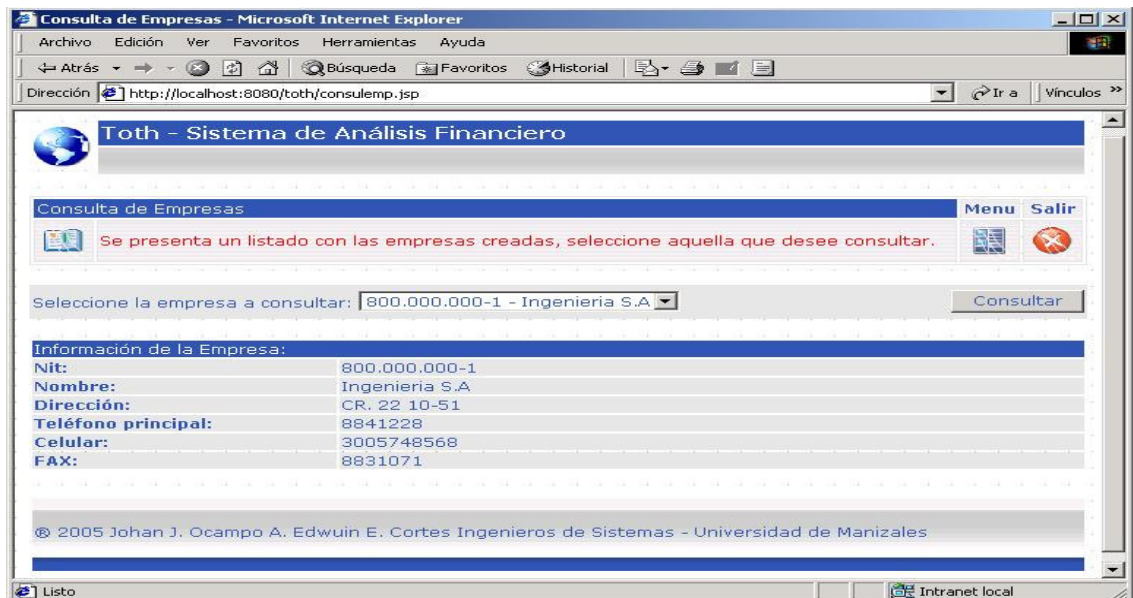 Consulta de Empresas - Microsoft Internet Explorer
Archivo Edición Ver Favoritos Herramientas Ayuda
Atrás Búsqueda Favoritos Historial
Dirección http://localhost:8080/toth/consulemp.jsp Ir a Vínculos »
Toth - Sistema de Análisis Financiero
Consulta de Empresas Menu Salir
Se presenta un listado con las empresas creadas, seleccione aquella que desee consultar.
Seleccione la empresa a consultar: 800.000.000-1 - Ingenieria S.A Consultar
Información de la Empresa:
Nit: 800.000.000-1
Nombre: Ingenieria S.A
Dirección: CR. 22 10-51
Teléfono principal: 8841228
Celular: 3005748568
FAX: 8831071
® 2005 Johan J. Ocampo A. Edwuin E. Cortes Ingenieros de Sistemas - Universidad de Manizales
Listo Intranet local